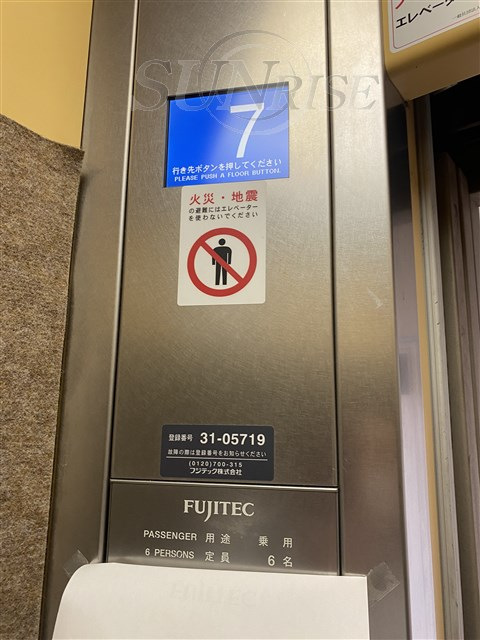 SUNRISE
エレベー
7
行き先ボタンを押してください
PLEASE PUSH A FLOOR BUTTON.
火災・地震
の避難にはエレベーター
を使わないでください
登録番号 31-05719
故障の際は登録番号をお知らせください
(0120)700-315
フジテック株式会社
FUJITEC
PASSENGER 用途 乗用
6 PERSONS 定員 6名